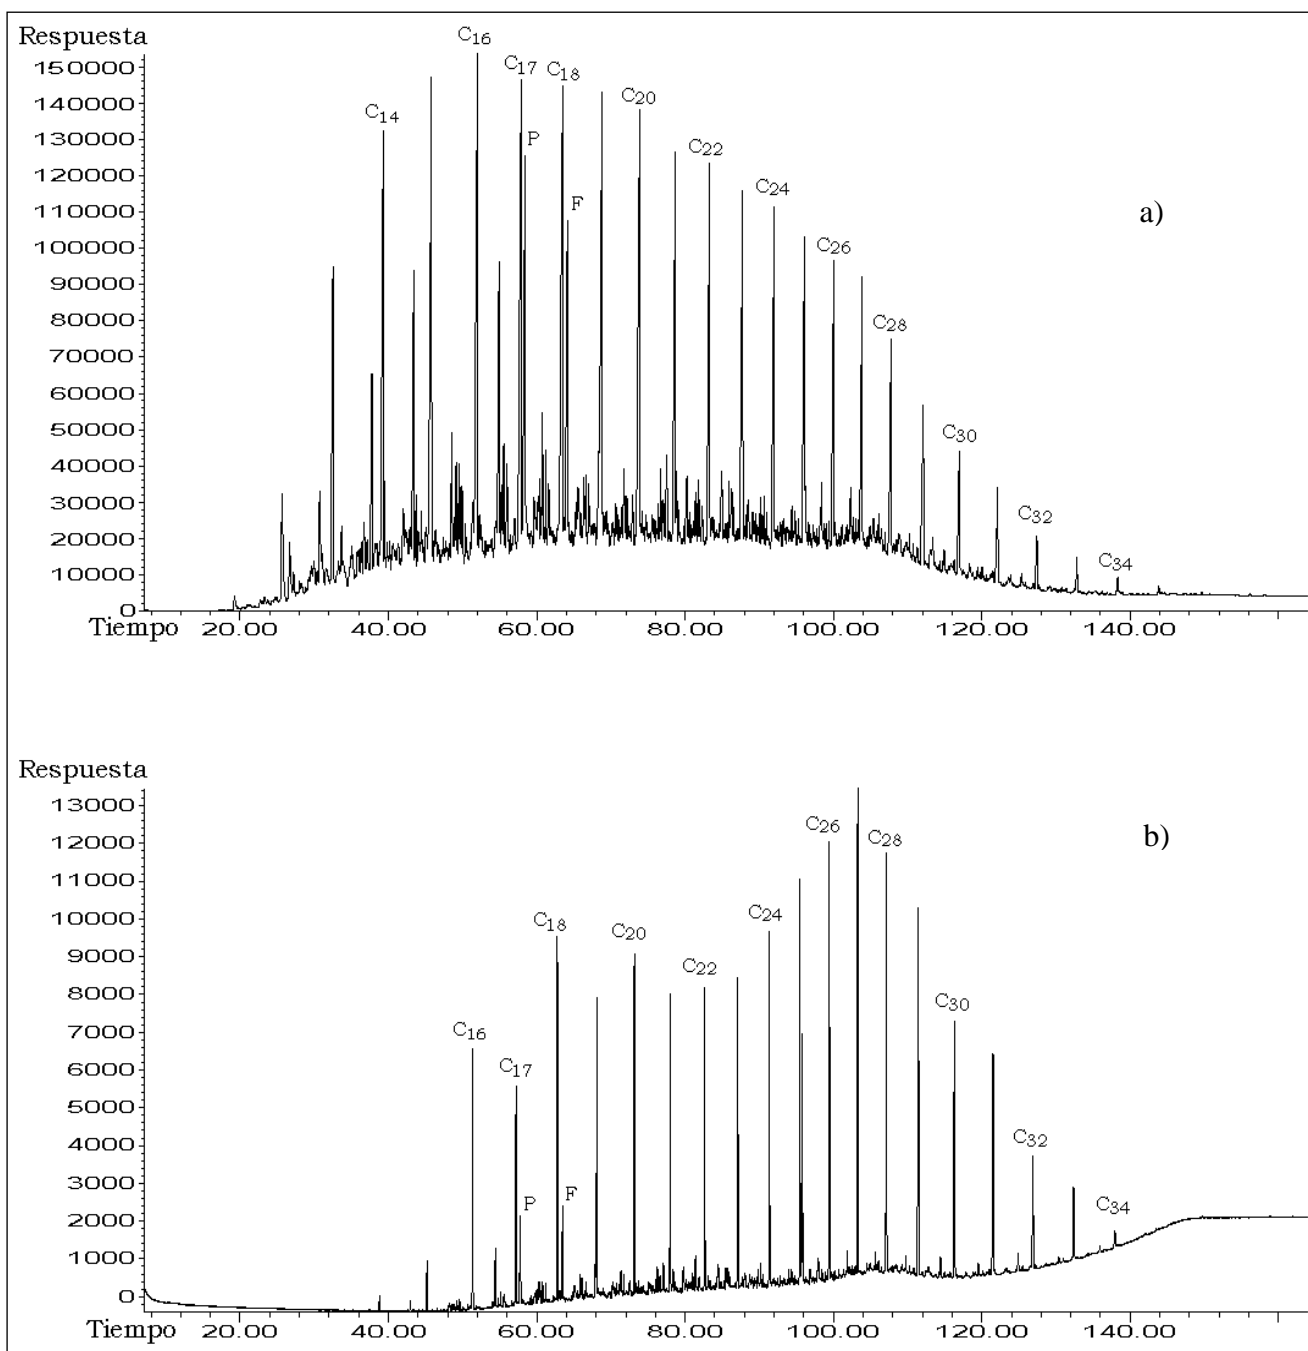 Respuesta
C16
C17
C18
P
F
C14
C20
C22
C24
C26
C28
C30
C32
C34
a)
150000
140000
130000
120000
110000
100000
90000
80000
70000
60000
50000
40000
30000
20000
10000
0
Tiempo 20.00 40.00 60.00 80.00 100.00 120.00 140.00
Respuesta
C16
C17
P
C18
F
C20
C22
C24
C26
C28
C30
C32
C34
b)
13000
12000
11000
10000
9000
8000
7000
6000
5000
4000
3000
2000
1000
0
Tiempo 20.00 40.00 60.00 80.00 100.00 120.00 140.00